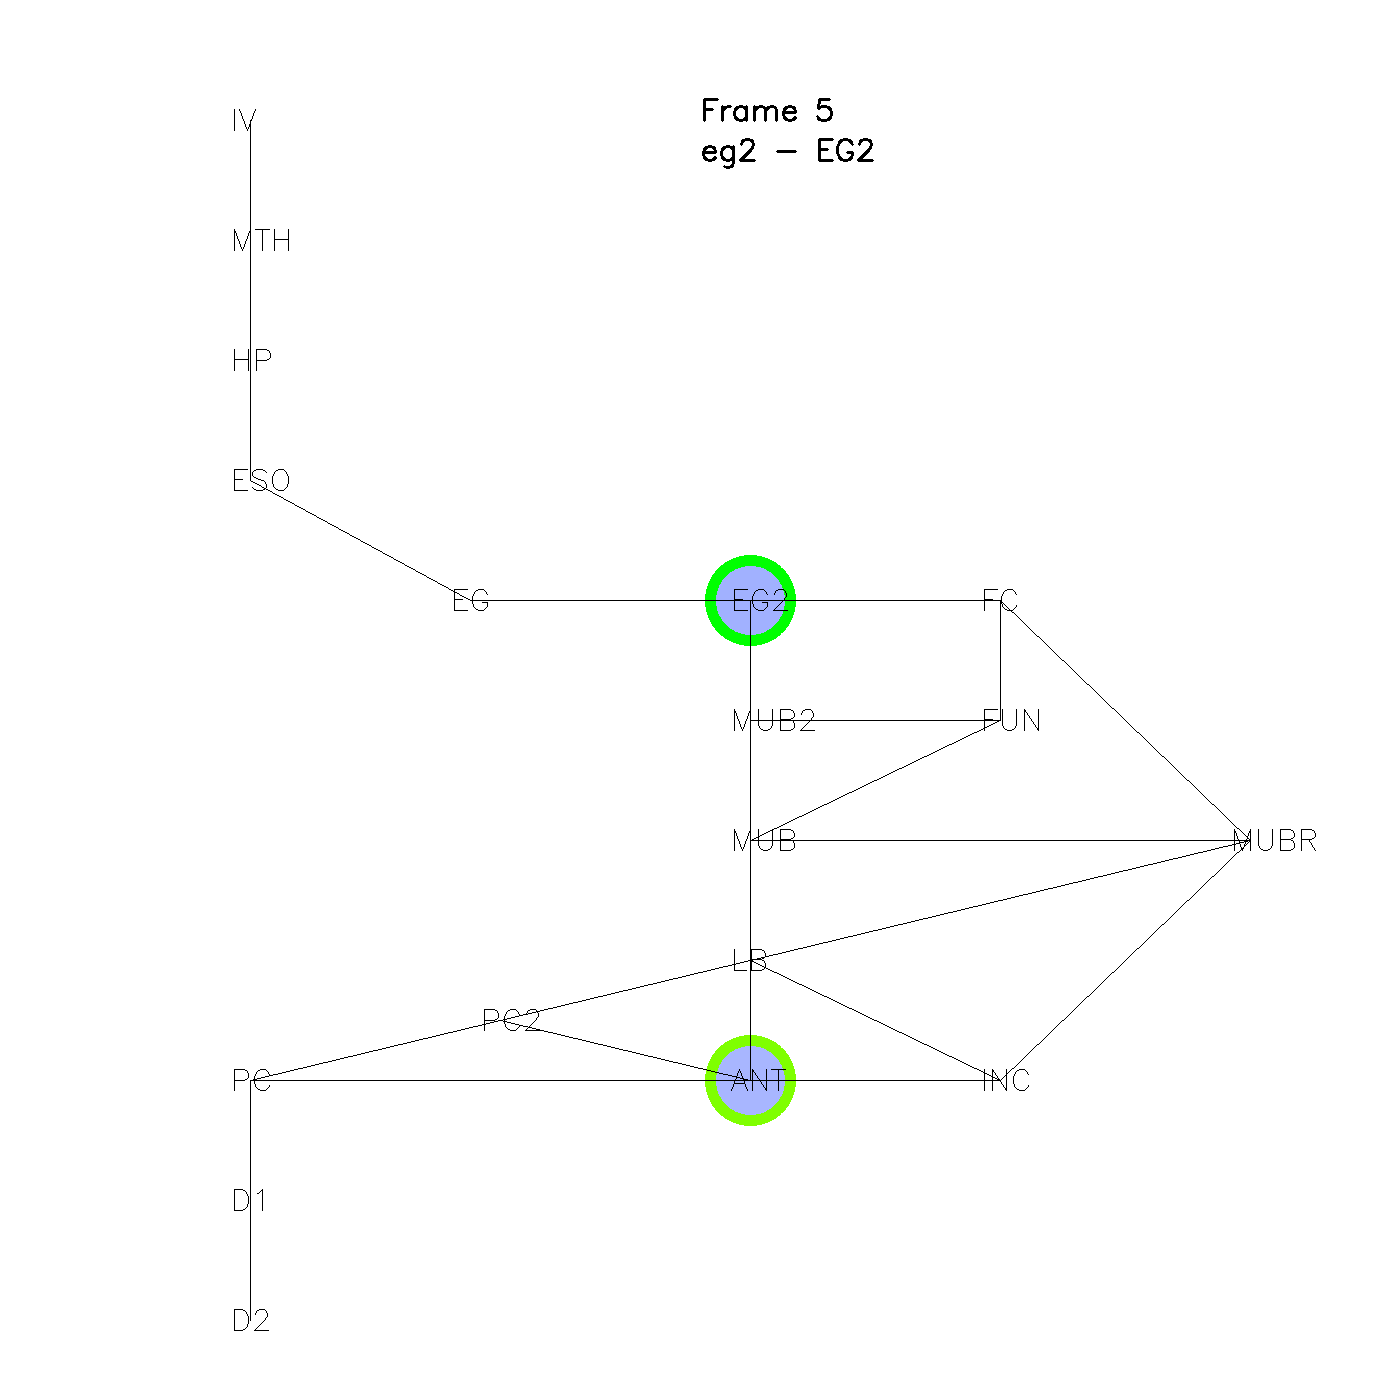 Frame 5
eg2 - EG2
IV
MTH
HP
ESO
EG
EG2
FC
MUB2
FUN
MUB
MUBR
LB
PC2
PC
ANT
INC
D1
D2